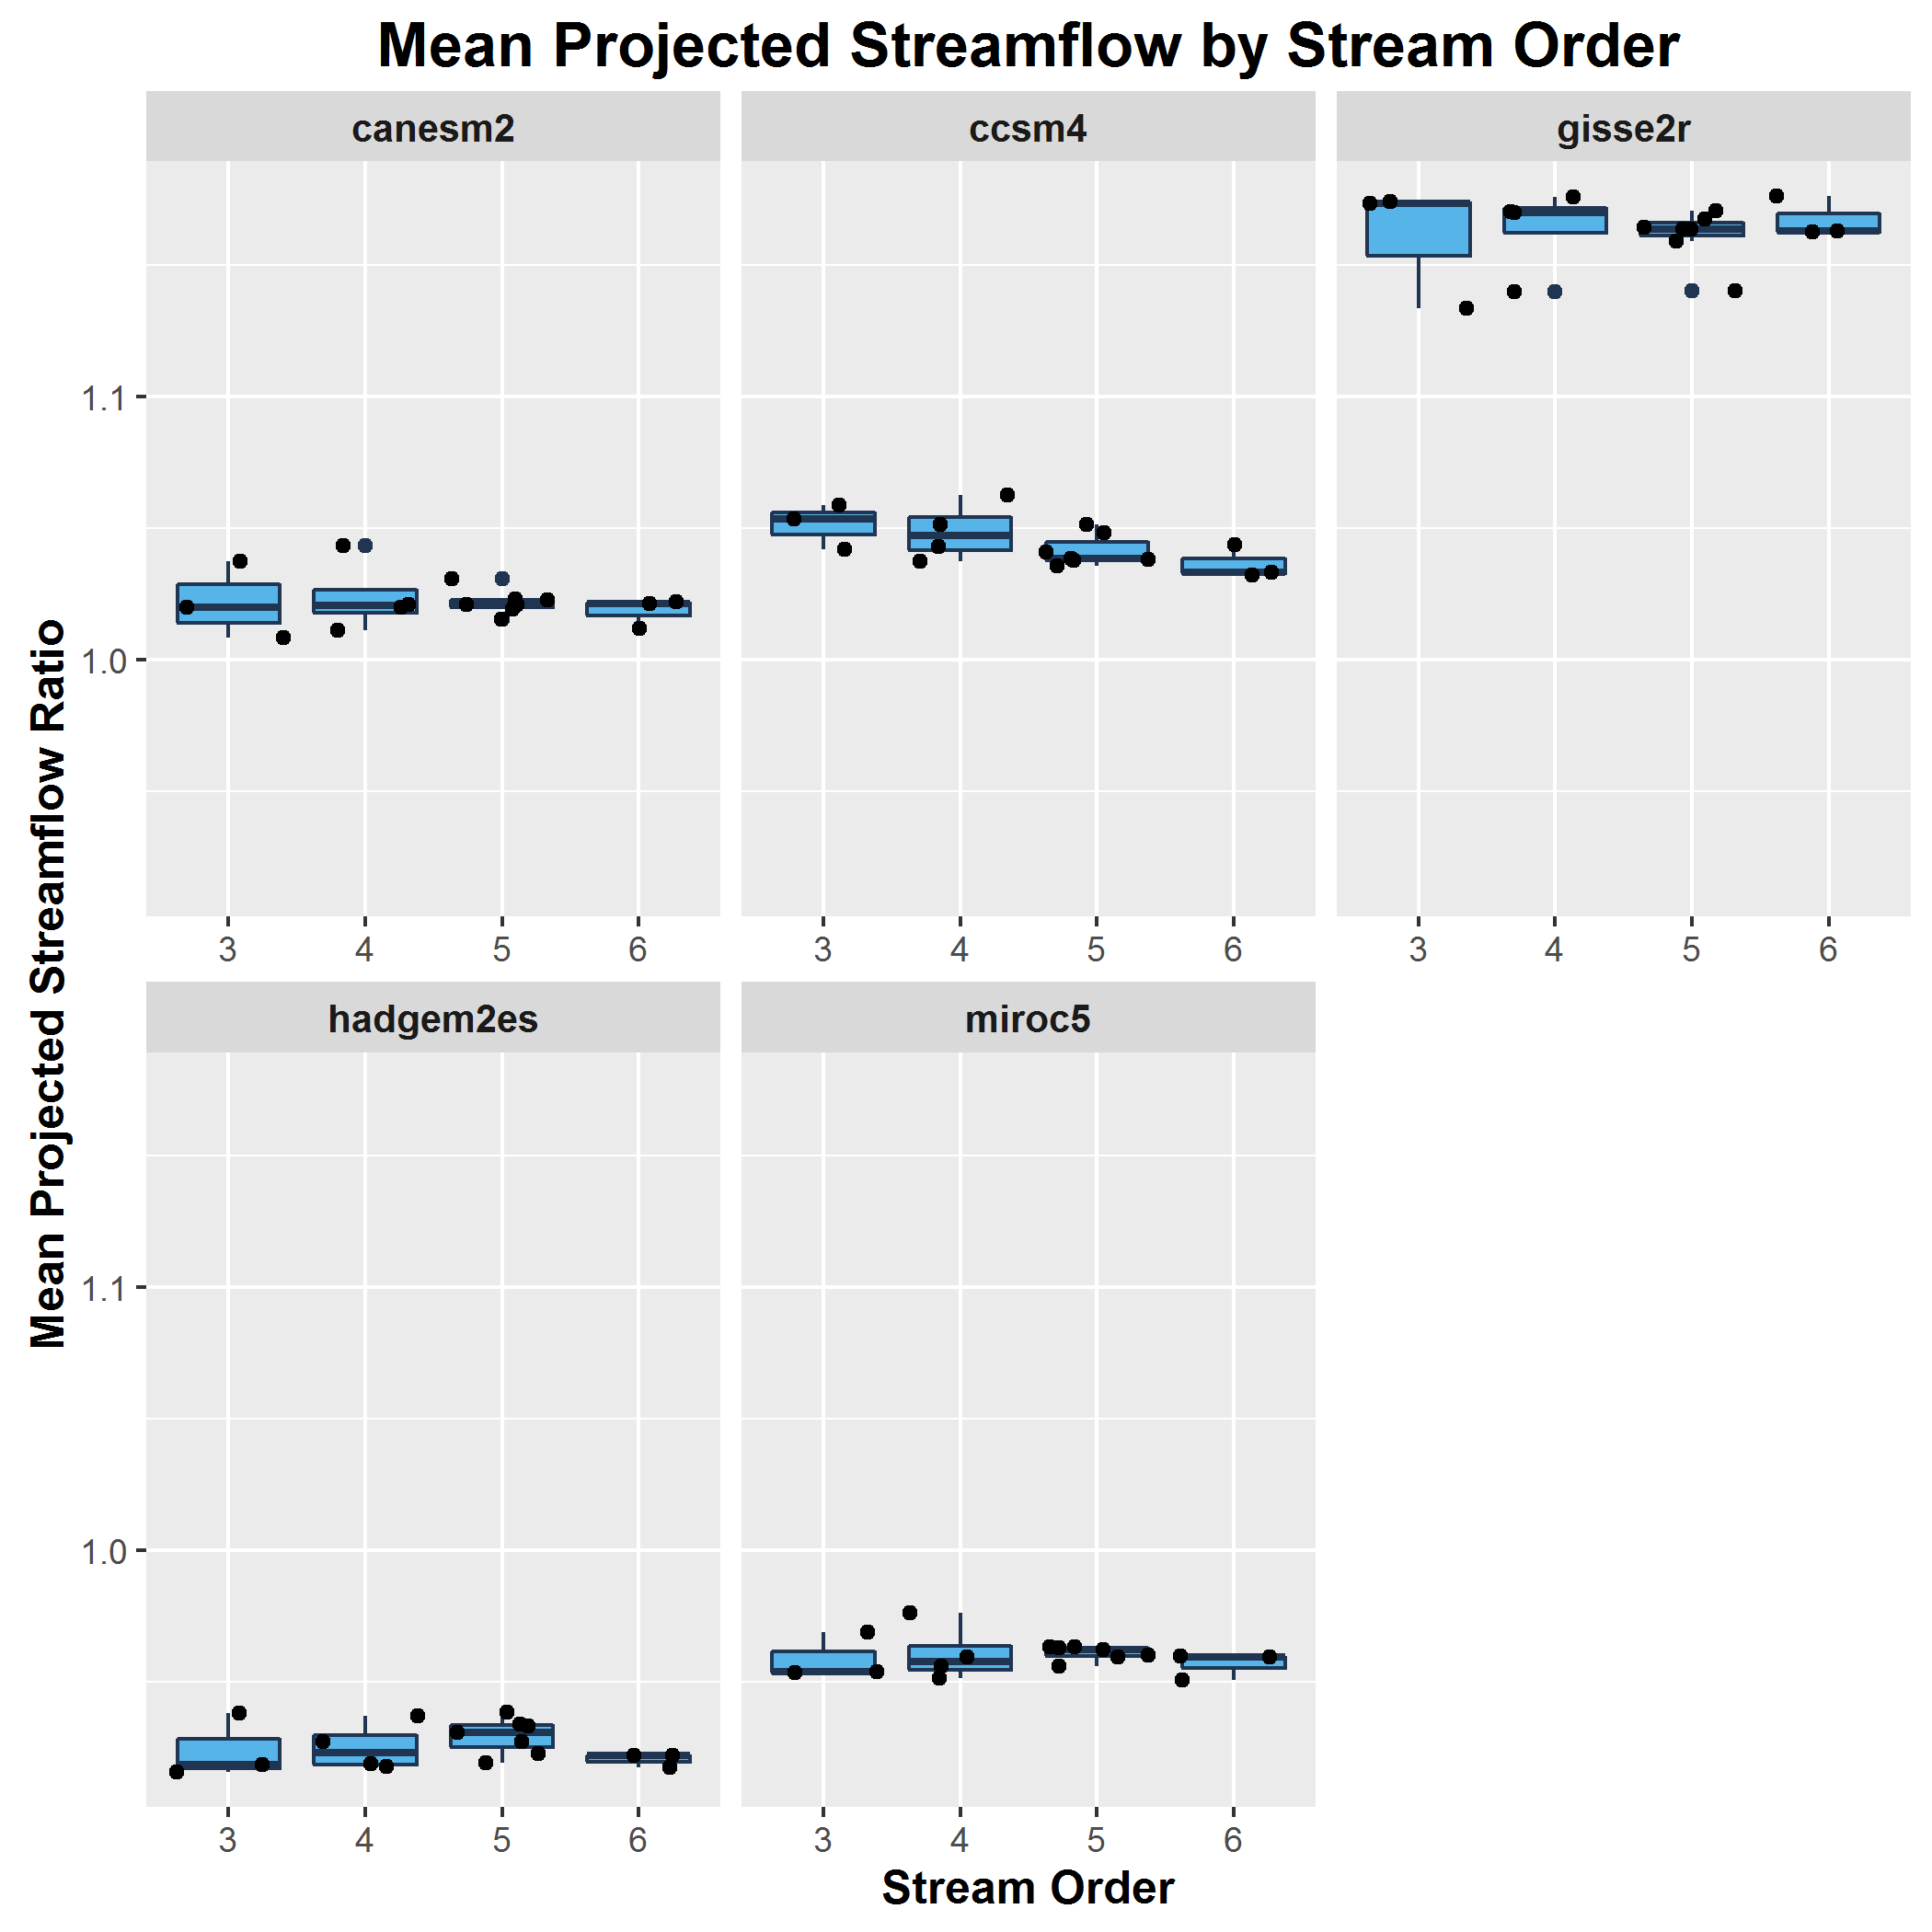 Mean Projected Streamflow by Stream Order
canesm2
ccsm4
gisse2r
1.1
1.0
3 4 5 6
3 4 5 6
3 4 5 6
Mean Projected Streamflow Ratio
hadgem2es
miroc5
1.1
1.0
3 4 5 6
3 4 5 6
Stream Order